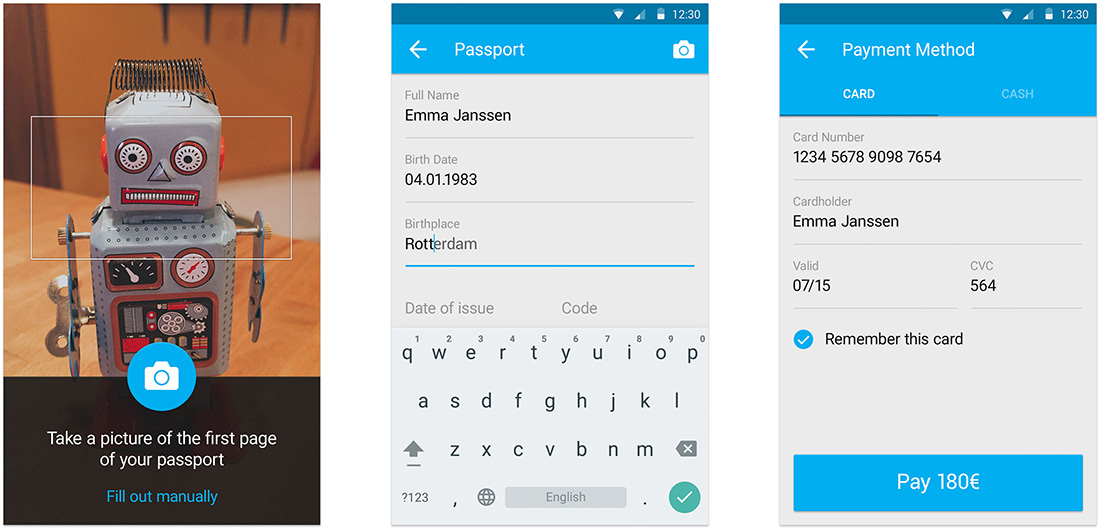 Take a picture of the first page
of your passport
Fill out manually
12:30
Passport
Full Name
Emma Janssen
Birth Date
04.01.1983
Birthplace
Rotterdam
Date of issue Code
1 2 3 4 5 6 7 8 9 0
q w e r t y u i o p
a s d f g h j k l
z x c v b n m
?123 , English .
12:30
Payment Method
CARD CASH
Card Number
1234 5678 9098 7654
Cardholder
Emma Janssen
Valid CVC
07/15 564
Remember this card
Pay 180€